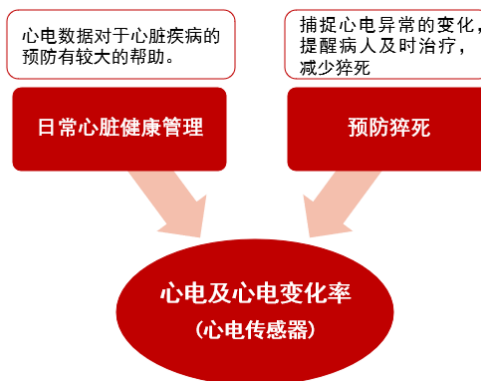 心电数据对于心脏疾病的
预防有较大的帮助。
捕捉心电异常的变化，
提醒病人及时治疗，
减少猝死
日常心脏健康管理
预防猝死
心电及心电变化率
(心电传感器)